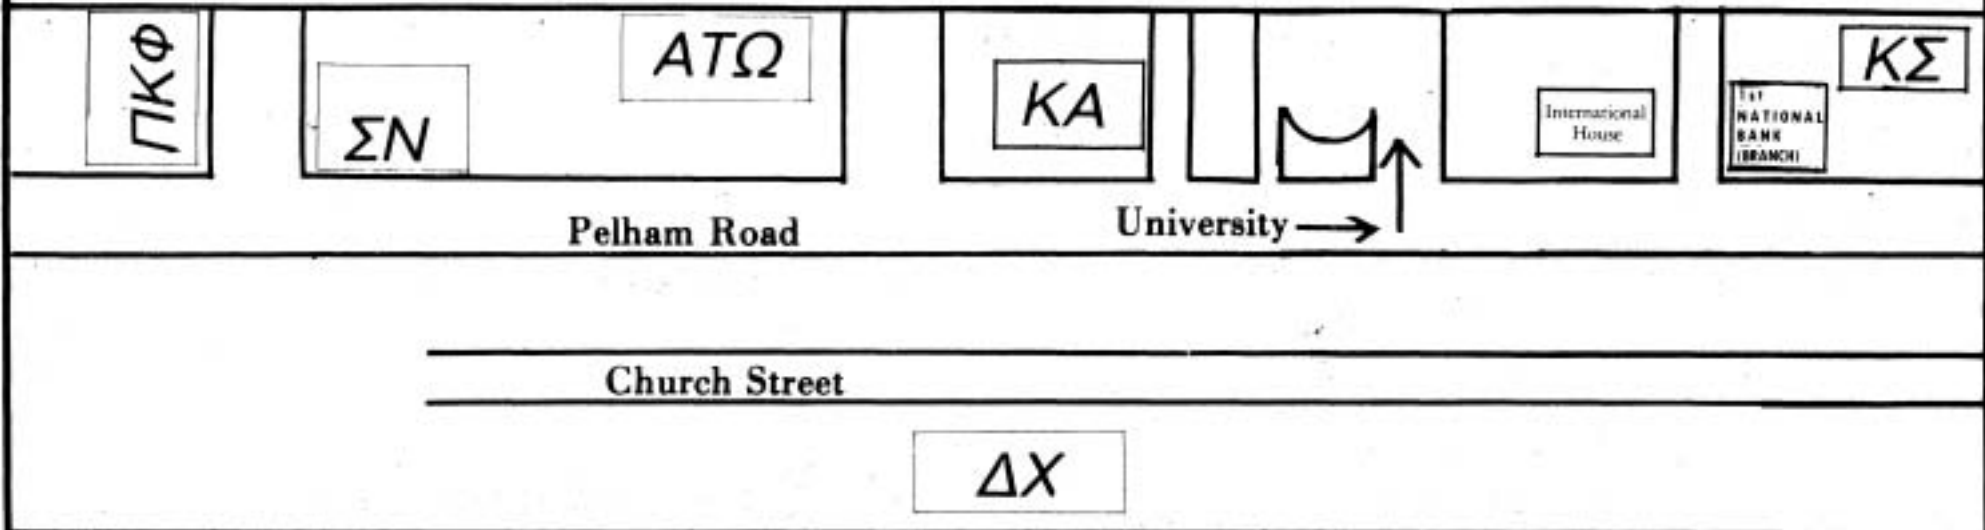 ΠΚΦ
ΣΝ
ΑΤΩ
ΚΑ
International
House
1st
NATIONAL
BANK
(BRANCH)
ΚΣ
Pelham Road
University
Church Street
ΔΧ